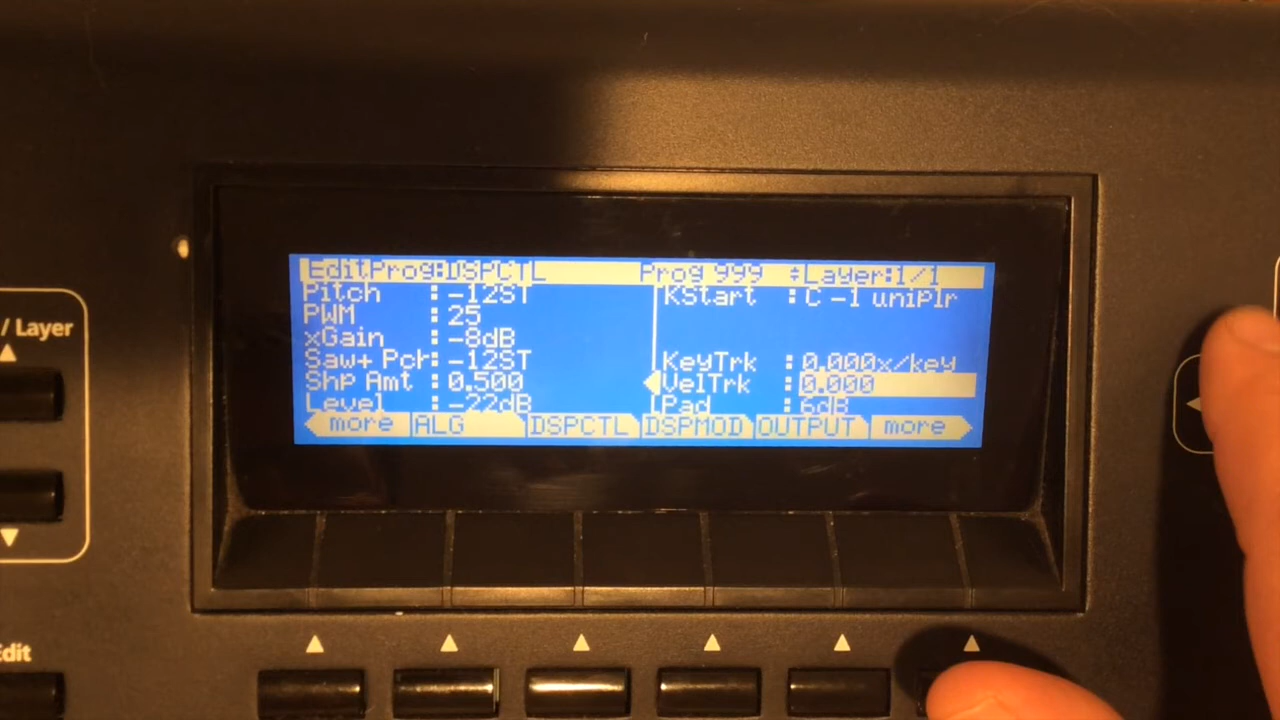 EditProg:DSPCTL Prog 999 ÷Layer:1/1
Pitch :-12ST KStart :C -1 uniPlr
PWM :25
xGain :-8dB
Saw+ Pch:-12ST KeyTrk :0.000x/key
Shp Amt :0.500 VelTrk :0.000
Level :-22dB Pad :6dB
more ALG DSPCTL DSPMOD OUTPUT more
/ Layer
Edit